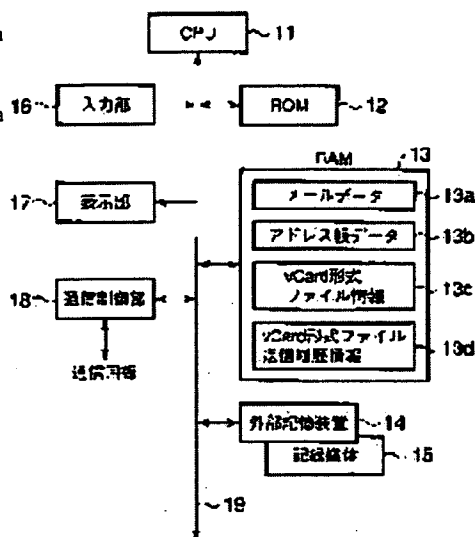 CPU
11
16
入力部
ROM
12
RAM
13
17
表示部
メールデータ
13a
アドレス帳データ
13b
18
通信制御部
vCard形式
ファイル情報
13c
vCard形式ファイル
送信履歴情報
13d
通信回線
外部記憶装置
14
記録媒体
15
19